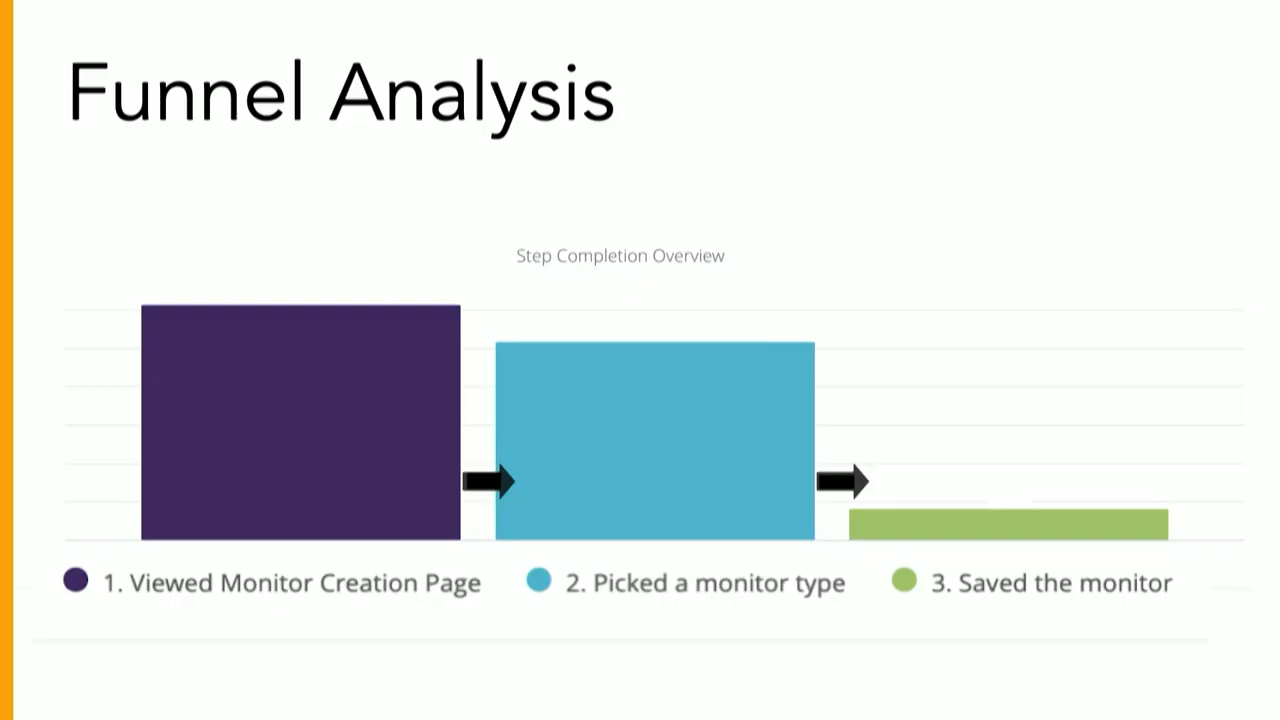 Funnel Analysis
Step Completion Overview
1. Viewed Monitor Creation Page 2. Picked a monitor type 3. Saved the monitor